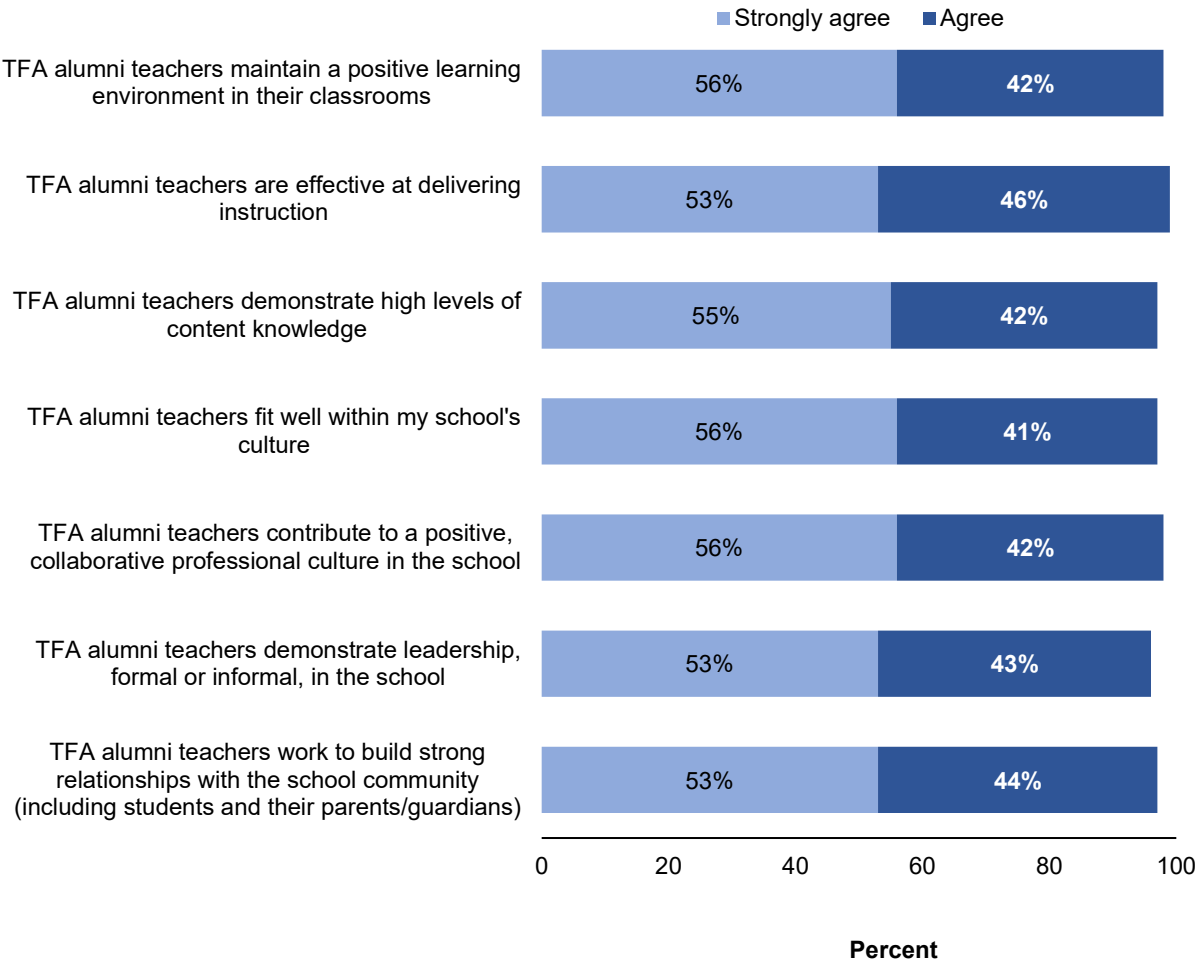 Strongly agree Agree
TFA alumni teachers maintain a positive learning
environment in their classrooms
56% 42%
TFA alumni teachers are effective at delivering
instruction
53% 46%
TFA alumni teachers demonstrate high levels of
content knowledge
55% 42%
TFA alumni teachers fit well within my school's
culture
56% 41%
TFA alumni teachers contribute to a positive,
collaborative professional culture in the school
56% 42%
TFA alumni teachers demonstrate leadership,
formal or informal, in the school
53% 43%
TFA alumni teachers work to build strong
relationships with the school community
(including students and their parents/guardians)
53% 44%
0 20 40 60 80 100
Percent